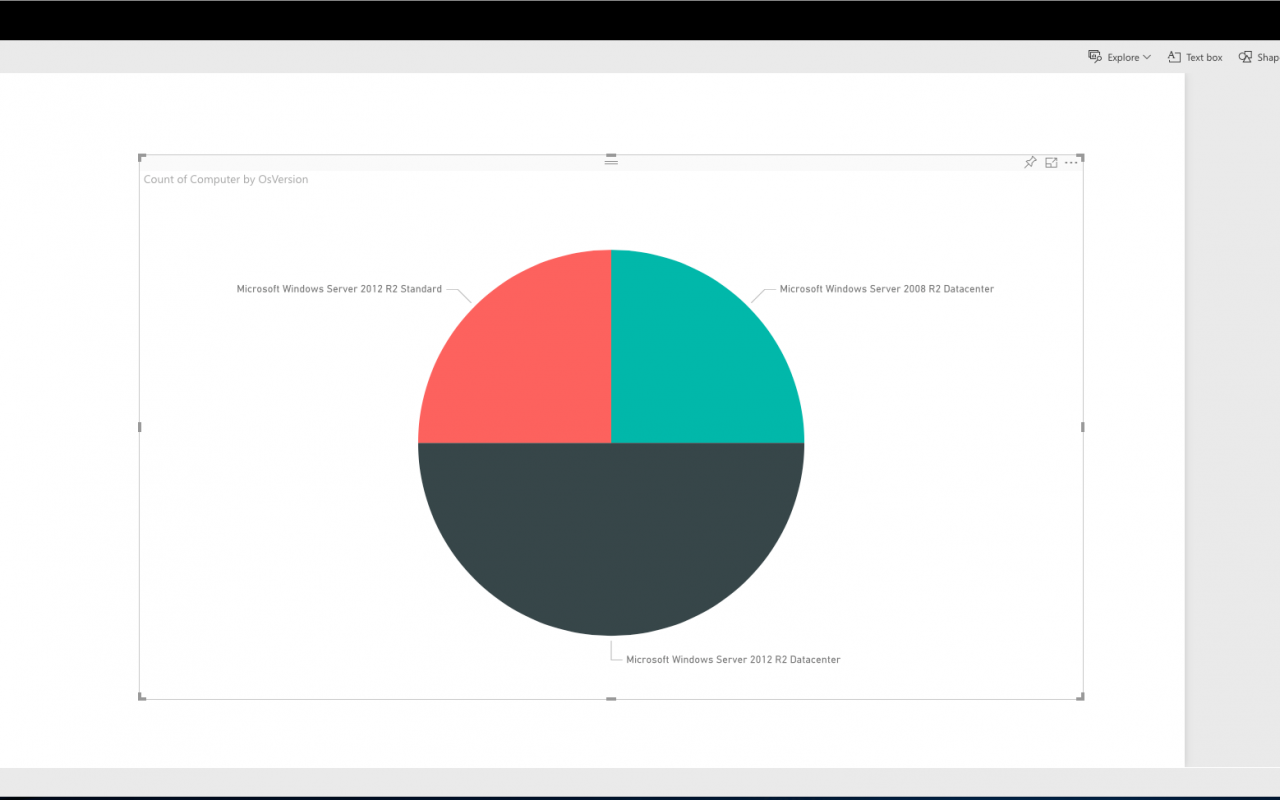 Explore
Text box
Shap
Count of Computer by OsVersion
Microsoft Windows Server 2012 R2 Standard
Microsoft Windows Server 2008 R2 Datacenter
Microsoft Windows Server 2012 R2 Datacenter